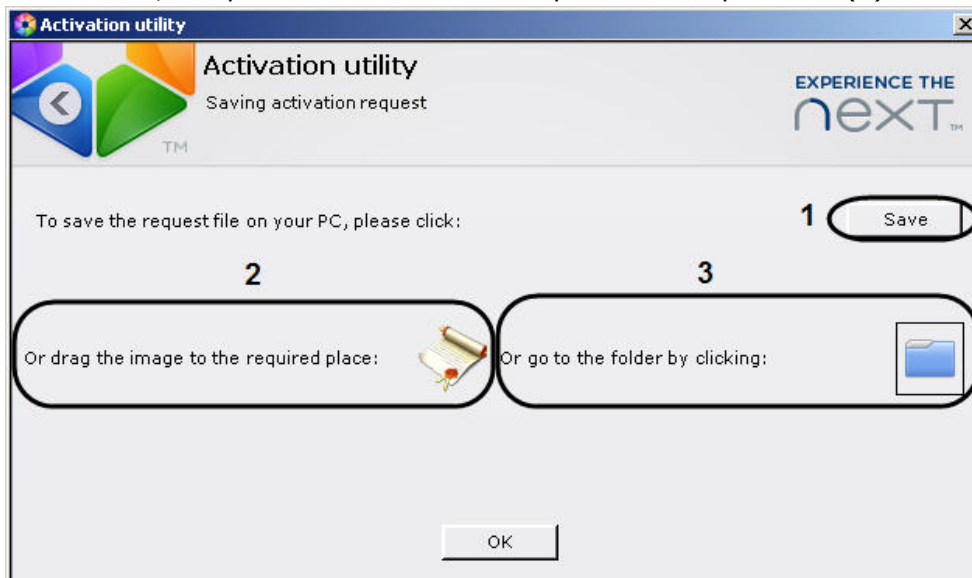 Activation utility
Activation utility
Saving activation request
EXPERIENCE THE
next™
TM
To save the request file on your PC, please click:
1
Save
2
3
Or drag the image to the required place:
Or go to the folder by clicking:
OK